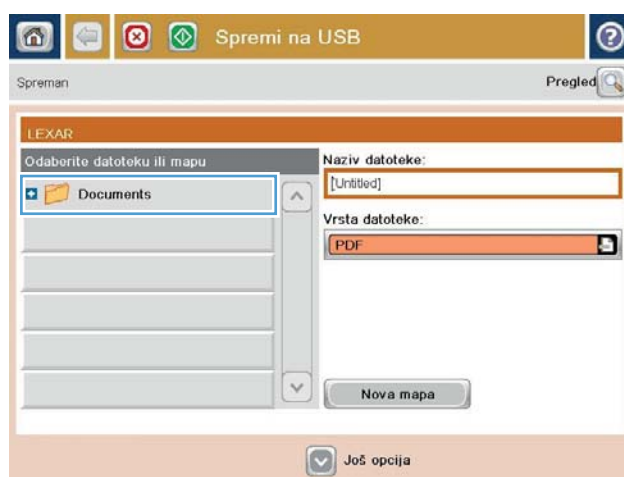 Spremi na USB
Spreman
Pregled
LEXAR
Odaberite datoteku ili mapu
Documents
Naziv datoteke:
[Untitled]
Vrsta datoteke:
PDF
Nova mapa
Još opcija